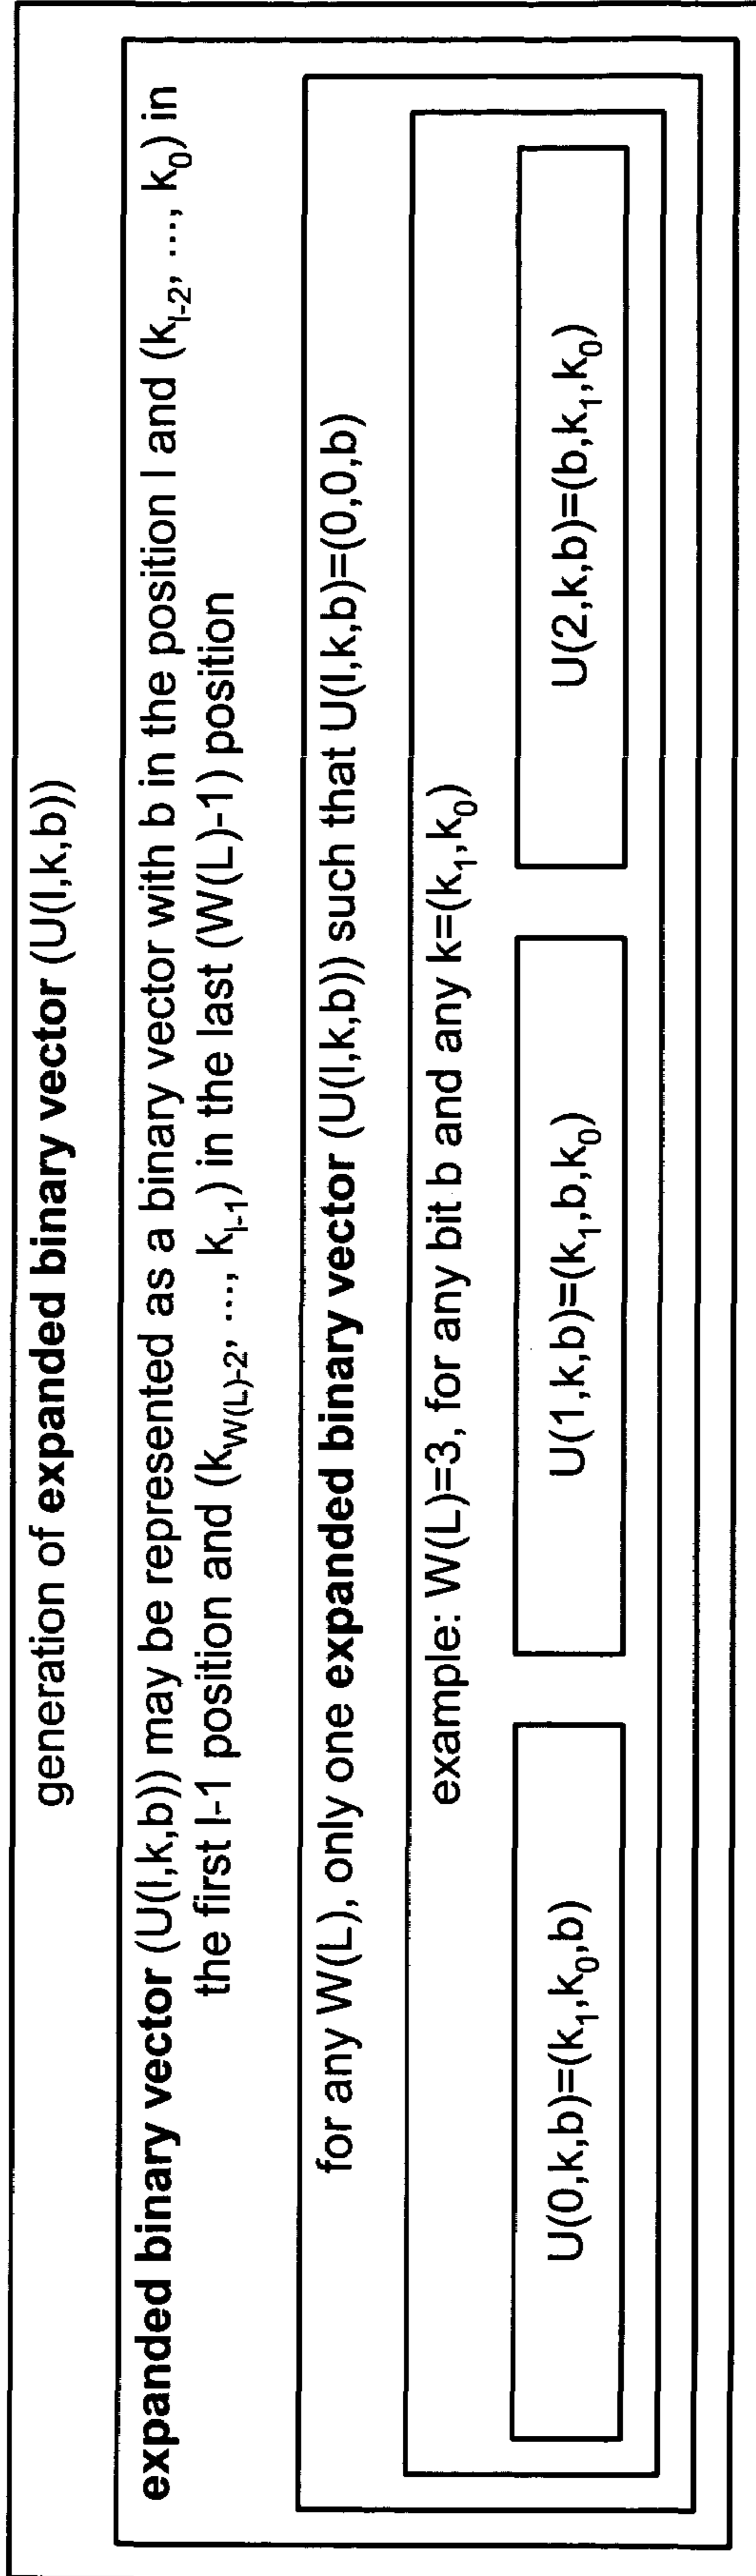 generation of expanded binary vector (U(l,k,b))
expanded binary vector (U(l,k,b)) may be represented as a binary vector with b in the position l and (k_{l-2}, ..., k_0) in
the first l-1 position and (k_{W(L)-2}, ..., k_{l-1}) in the last (W(L)-1) position
for any W(L), only one expanded binary vector (U(l,k,b)) such that U(l,k,b)=(0,0,b)
example: W(L)=3, for any bit b and any k=(k_1,k_0)
U(0,k,b)=(k_1,k_0,b)
U(1,k,b)=(k_1,b,k_0)
U(2,k,b)=(b,k_1,k_0)